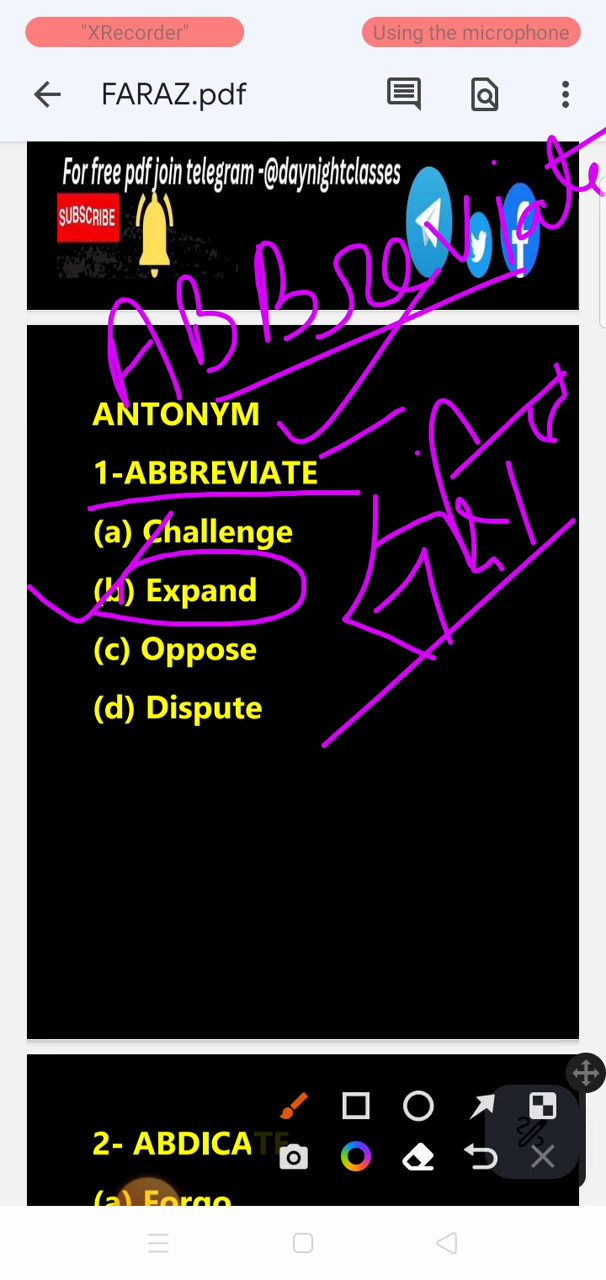 "XRecorder"
Using the microphone
FARAZ.pdf
For free pdf join telegram -@daynightclasses
SUBSCRIBE
ABBreviate
ANTONYM
1-ABBREVIATE
(a) Challenge
(b) Expand
(c) Oppose
(d) Dispute
2- ABDICATE
(a) Forgo